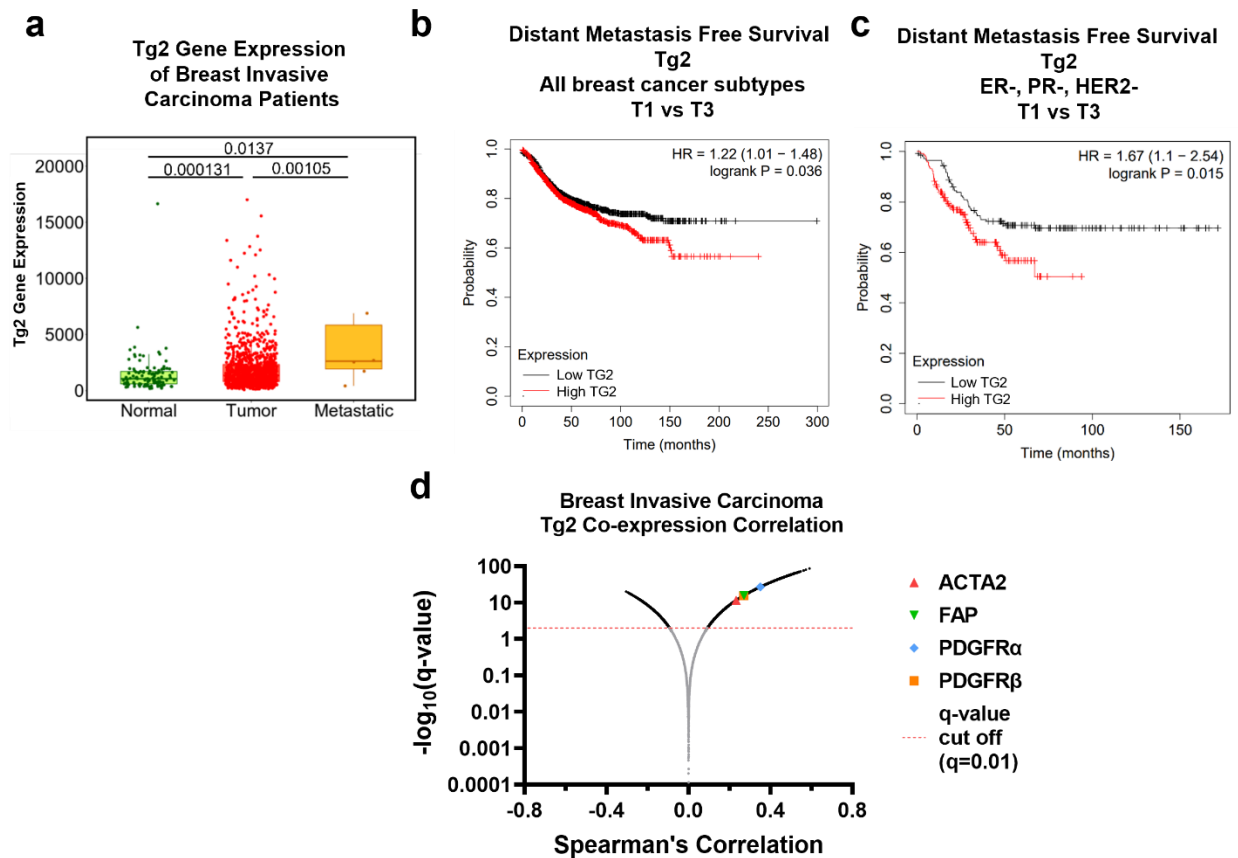 a
Tg2 Gene Expression
of Breast Invasive
Carcinoma Patients
0.0137
0.000131
0.00105
20000
15000
10000
5000
0
Tg2 Gene Expression
Normal
Tumor
Metastatic
b
Distant Metastasis Free Survival
Tg2
All breast cancer subtypes
T1 vs T3
HR = 1.22 (1.01 − 1.48)
logrank P = 0.036
1.0
0.8
0.6
0.4
0.2
0.0
Probability
Expression
Low TG2
High TG2
0
50
100
150
200
250
300
Time (months)
c
Distant Metastasis Free Survival
Tg2
ER-, PR-, HER2-
T1 vs T3
HR = 1.67 (1.1 − 2.54)
logrank P = 0.015
1.0
0.8
0.6
0.4
0.2
0.0
Probability
Expression
Low TG2
High TG2
0
50
100
150
Time (months)
d
Breast Invasive Carcinoma
Tg2 Co-expression Correlation
100
10
1
0.1
0.01
0.001
0.0001
-log₁₀(q-value)
-0.8
-0.4
0.0
0.4
0.8
Spearman's Correlation
ACTA2
FAP
PDGFRα
PDGFRβ
q-value
cut off
(q=0.01)